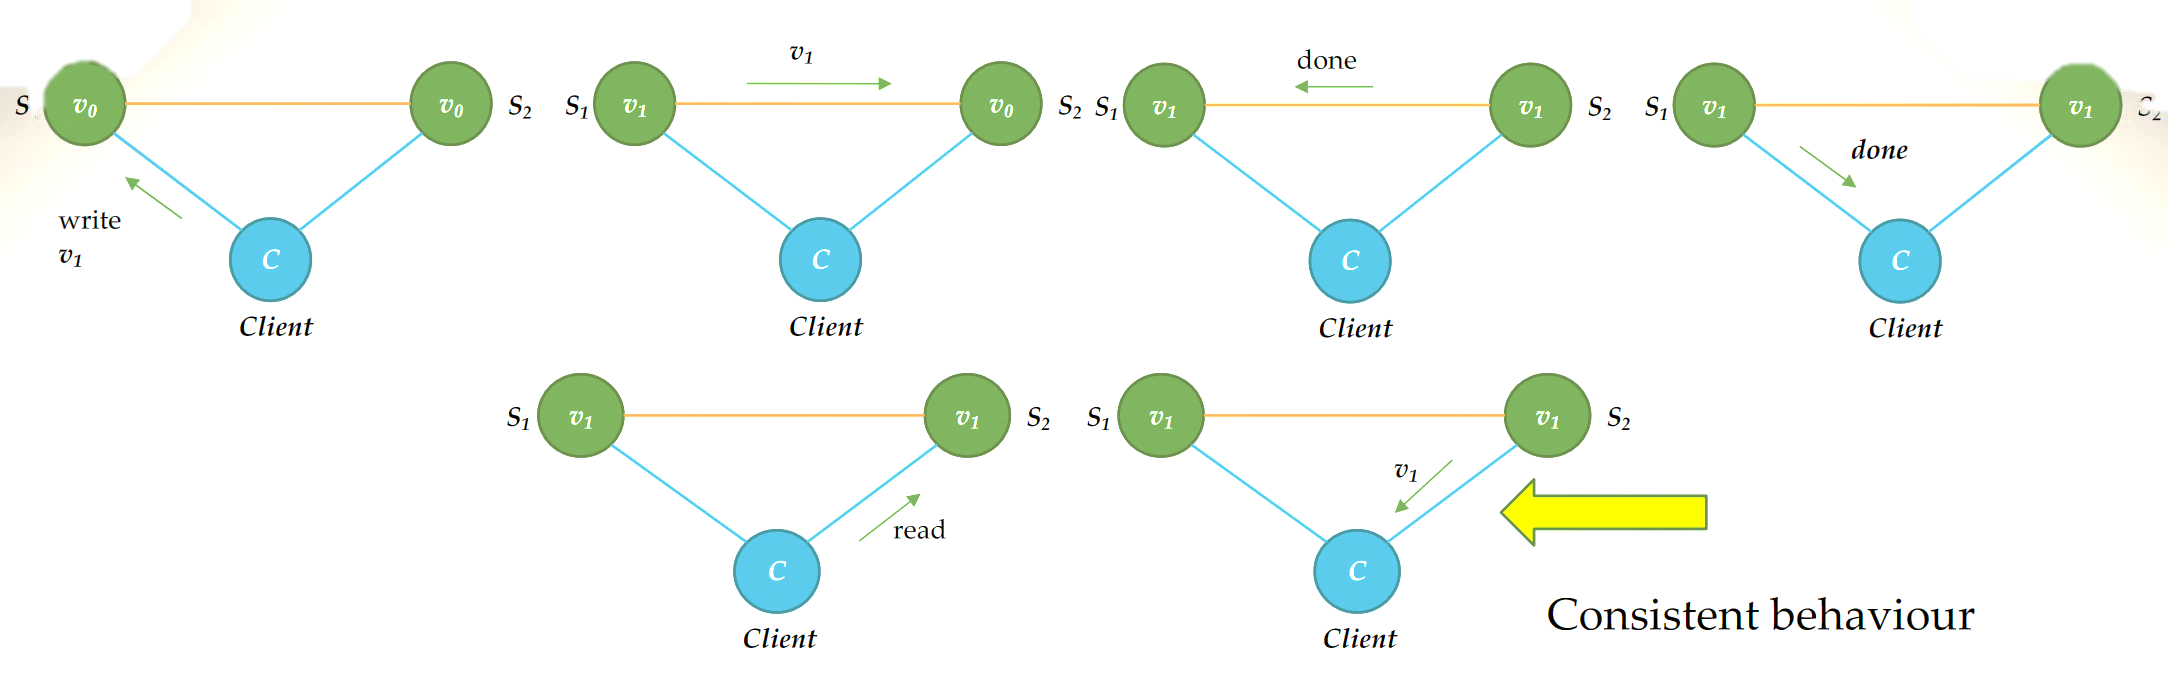 v₁
done
S
v₀
v₀
S₂
S₁
v₁
v₀
S₂
S₁
v₁
v₁
S₂
S₁
v₁
v₁
done
write
v₁
C
C
C
C
Client
Client
Client
Client
S₁
v₁
v₁
S₂
S₁
v₁
v₁
S₂
v₁
read
C
C
Consistent behaviour
Client
Client